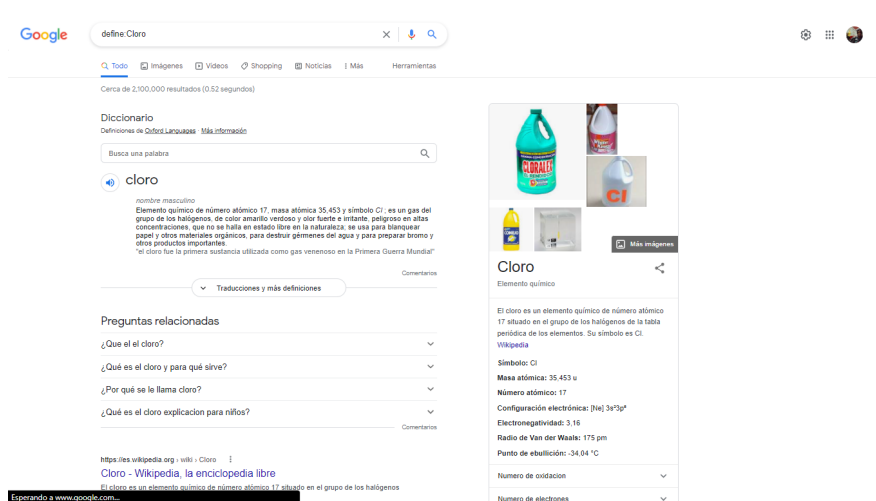 Google
define:Cloro
Todo
Imágenes
Videos
Shopping
Noticias
Más
Herramientas
Cerca de 2,100,000 resultados (0.52 segundos)
Diccionario
Definiciones de Oxford Languages · Más información
Busca una palabra
cloro
nombre masculino
Elemento químico de número atómico 17, masa atómica 35,453 y símbolo Cl ; es un gas del
grupo de los halógenos, de color amarillo verdoso y olor fuerte e irritante, peligroso en altas
concentraciones, que no se halla en estado libre en la naturaleza; se usa para blanquear
papel y otros materiales orgánicos, para destruir gérmenes del agua y para preparar bromo y
otros productos importantes.
"el cloro fue la primera sustancia utilizada como gas venenoso en la Primera Guerra Mundial"
Comentarios
Traducciones y más definiciones
Preguntas relacionadas
¿Que el el cloro?
¿Qué es el cloro y para qué sirve?
¿Por qué se le llama cloro?
¿Qué es el cloro explicacion para niños?
Comentarios
https://es.wikipedia.org › wiki › Cloro
Cloro - Wikipedia, la enciclopedia libre
El cloro es un elemento químico de número atómico 17 situado en el grupo de los halógenos
Esperando a www.google.com...
CLORALEX
Cl
Más imágenes
Cloro
Elemento químico
El cloro es un elemento químico de número atómico
17 situado en el grupo de los halógenos de la tabla
periódica de los elementos. Su símbolo es Cl.
Wikipedia
Símbolo: Cl
Masa atómica: 35,453 u
Número atómico: 17
Configuración electrónica: [Ne] 3s²3p⁵
Electronegatividad: 3,16
Radio de Van der Waals: 175 pm
Punto de ebullición: -34,04 °C
Numero de oxidacion
Numero de electrones